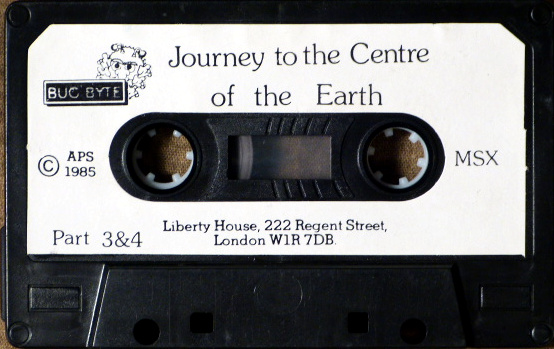 Journey to the Centre
of the Earth
BUG BYTE
© APS
1985
MSX
Part 3&4
Liberty House, 222 Regent Street,
London W1R 7DB.